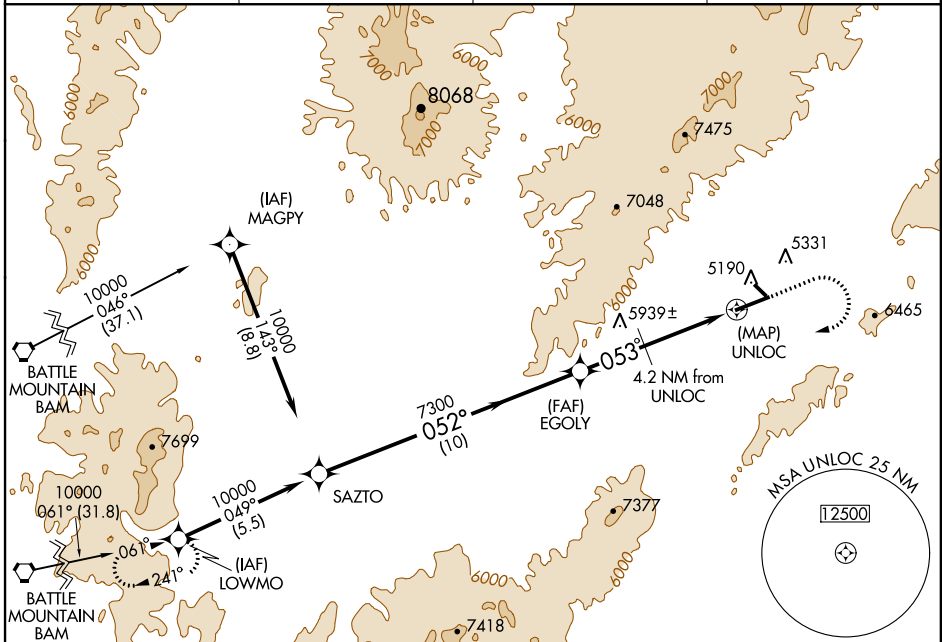 6000
7000
6000
8068
7000
6000
7000
7475
7048
(IAF)
MAGPY
6000
10000
046°
(37.1)
10000
143°
(8.8)
BATTLE
MOUNTAIN
BAM
5331
5190
6000
5939±
6465
(MAP)
UNLOC
053°
4.2 NM from
UNLOC
(FAF)
EGOLY
7300
052°
(10)
7699
SAZTO
10000
049°
(5.5)
10000
061° (31.8)
061°
241°
(IAF)
LOWMO
BATTLE
MOUNTAIN
BAM
7377
6000
6000
7418
MSA UNLOC 25 NM
12500